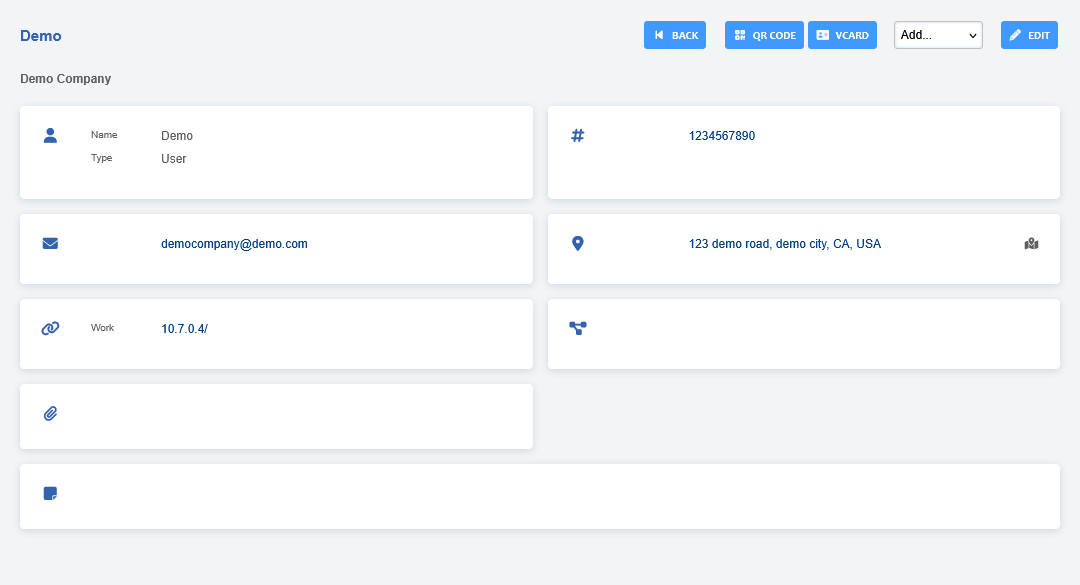 Demo
BACK
QR CODE
VCARD
Add...
EDIT
Demo Company
Name Demo
Type User
1234567890
democompany@demo.com
123 demo road, demo city, CA, USA
Work 10.7.0.4/